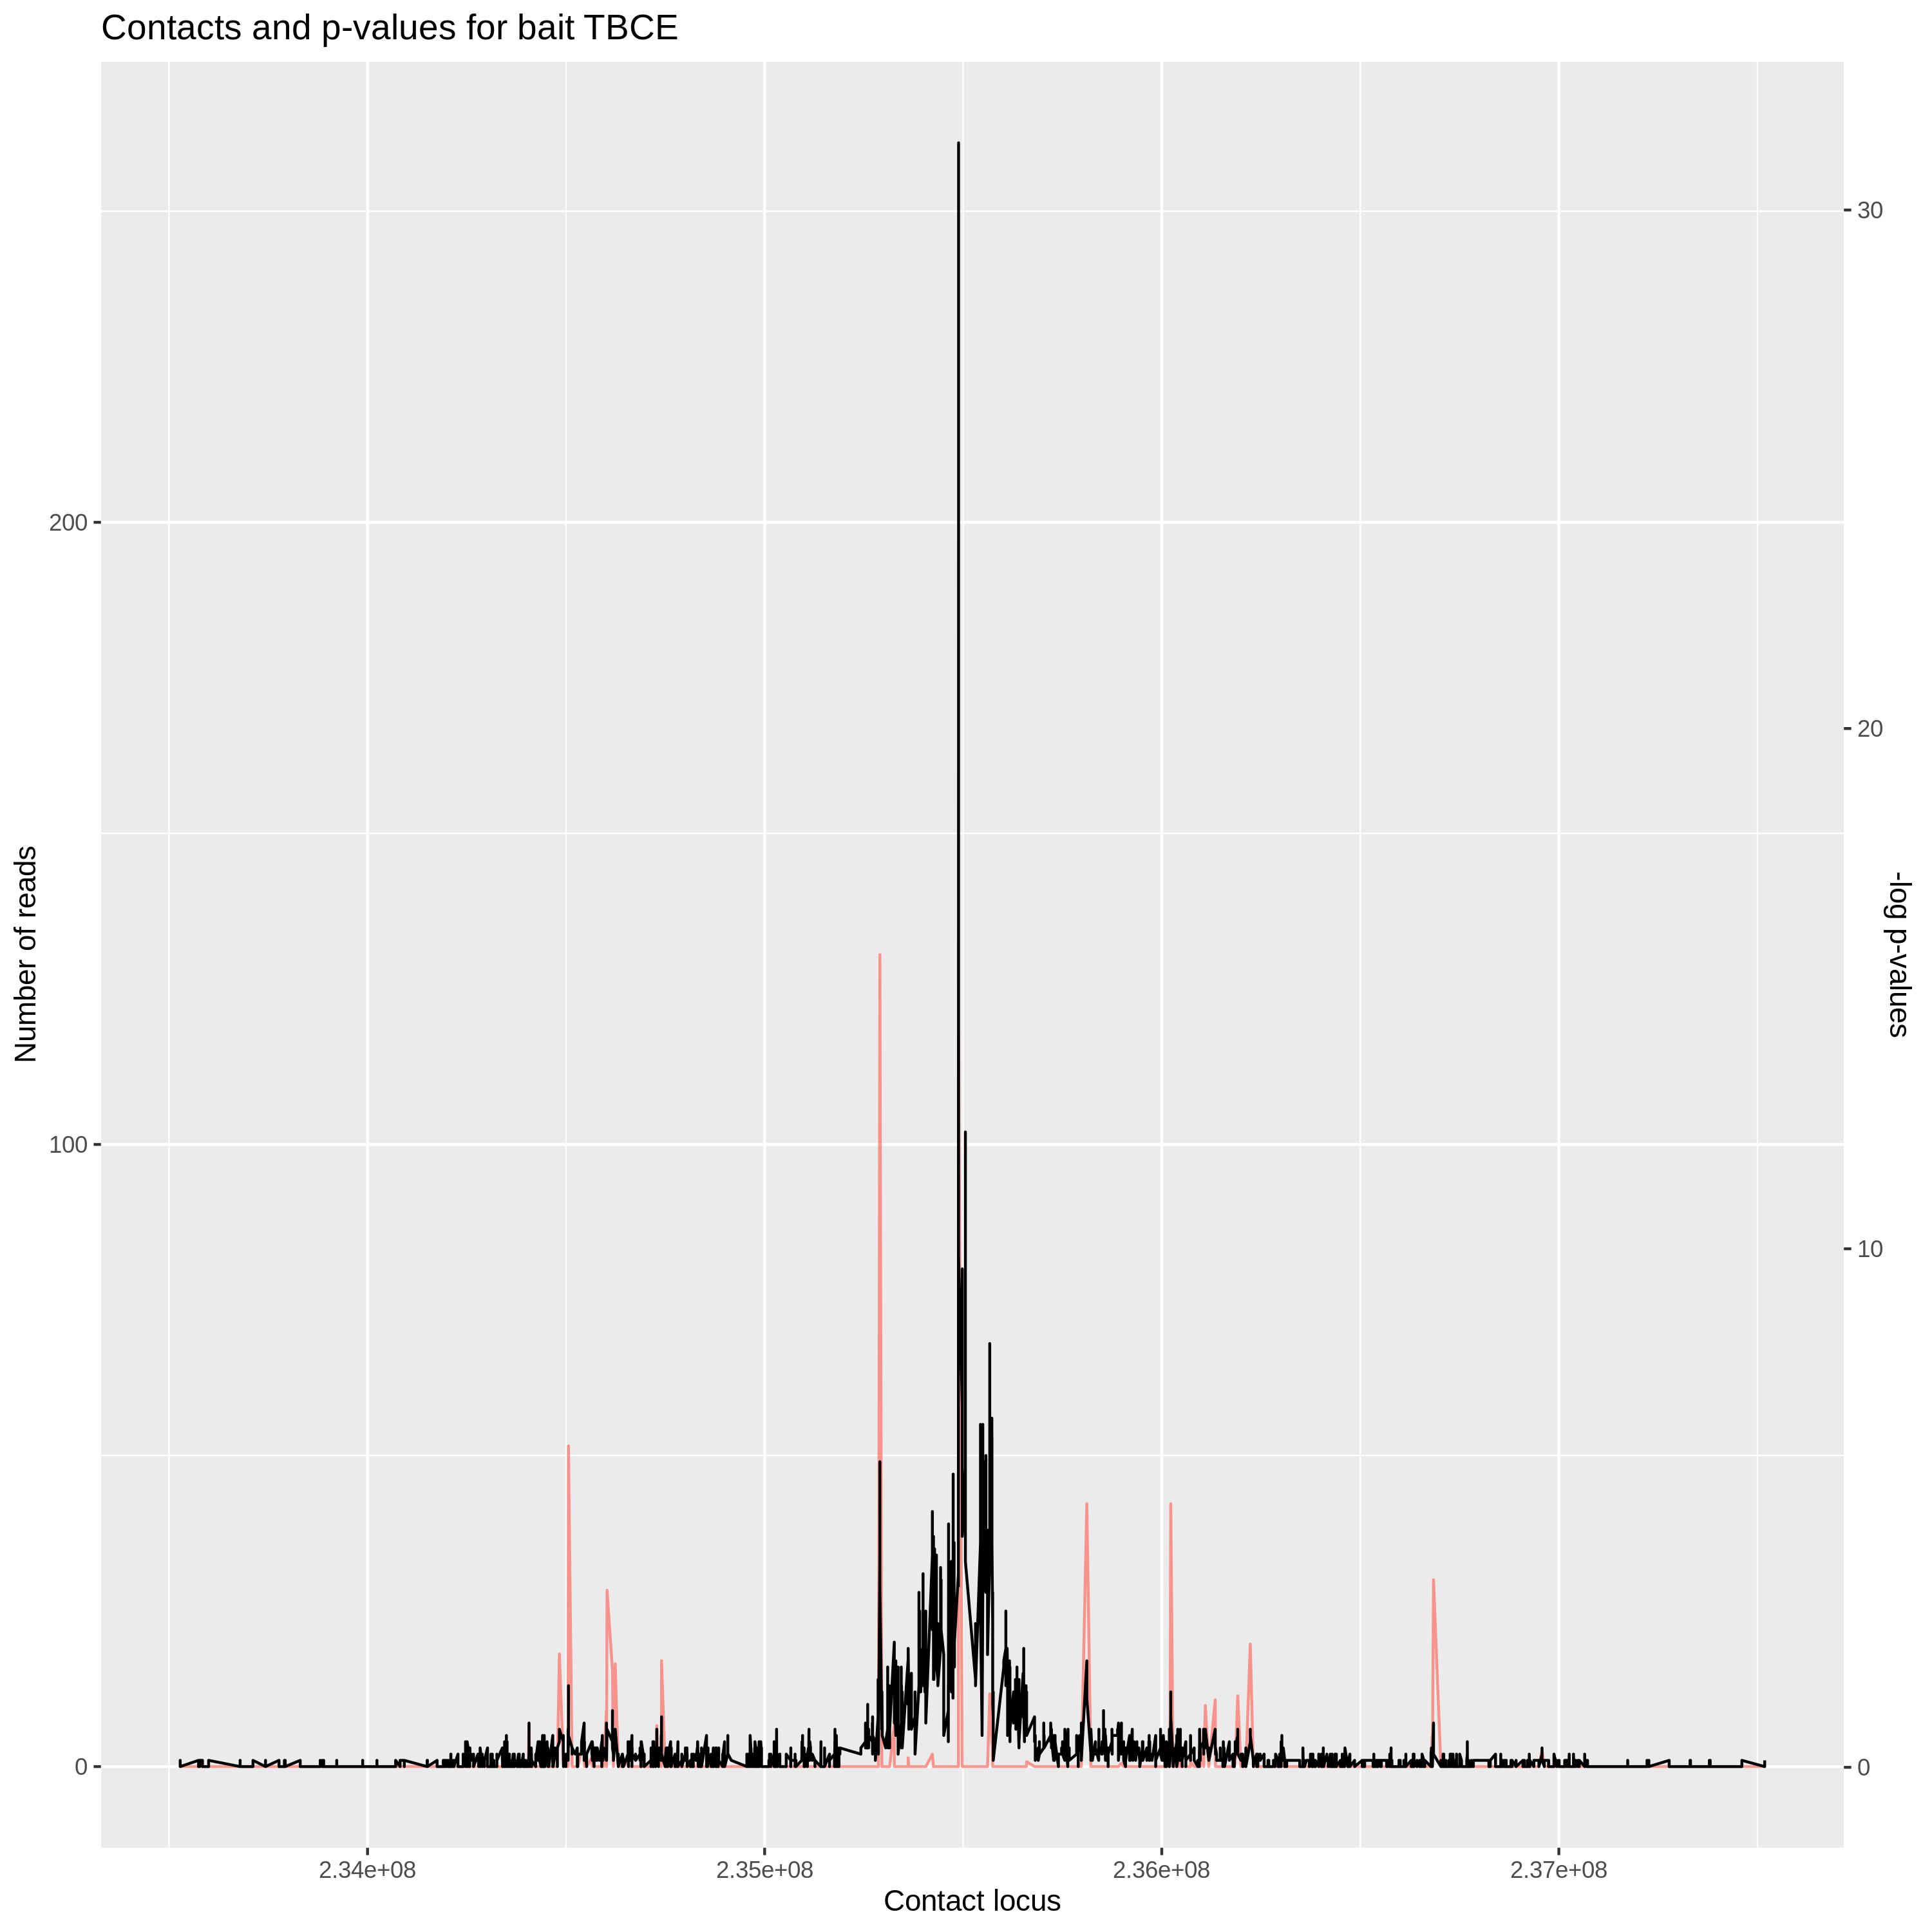 Contacts and p-values for bait TBCE
Number of reads
200
100
0
30
20
10
0
-log p-values
2.34e+08
2.35e+08
2.36e+08
2.37e+08
Contact locus